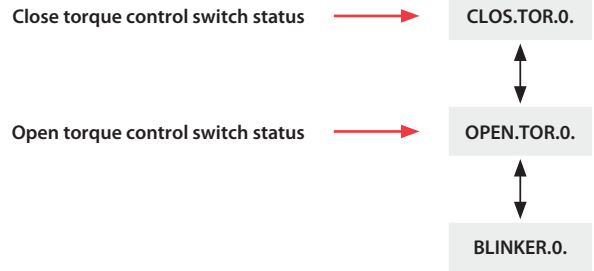 Close torque control switch status CLOS.TOR.0.
Open torque control switch status OPEN.TOR.0.
BLINKER.0.